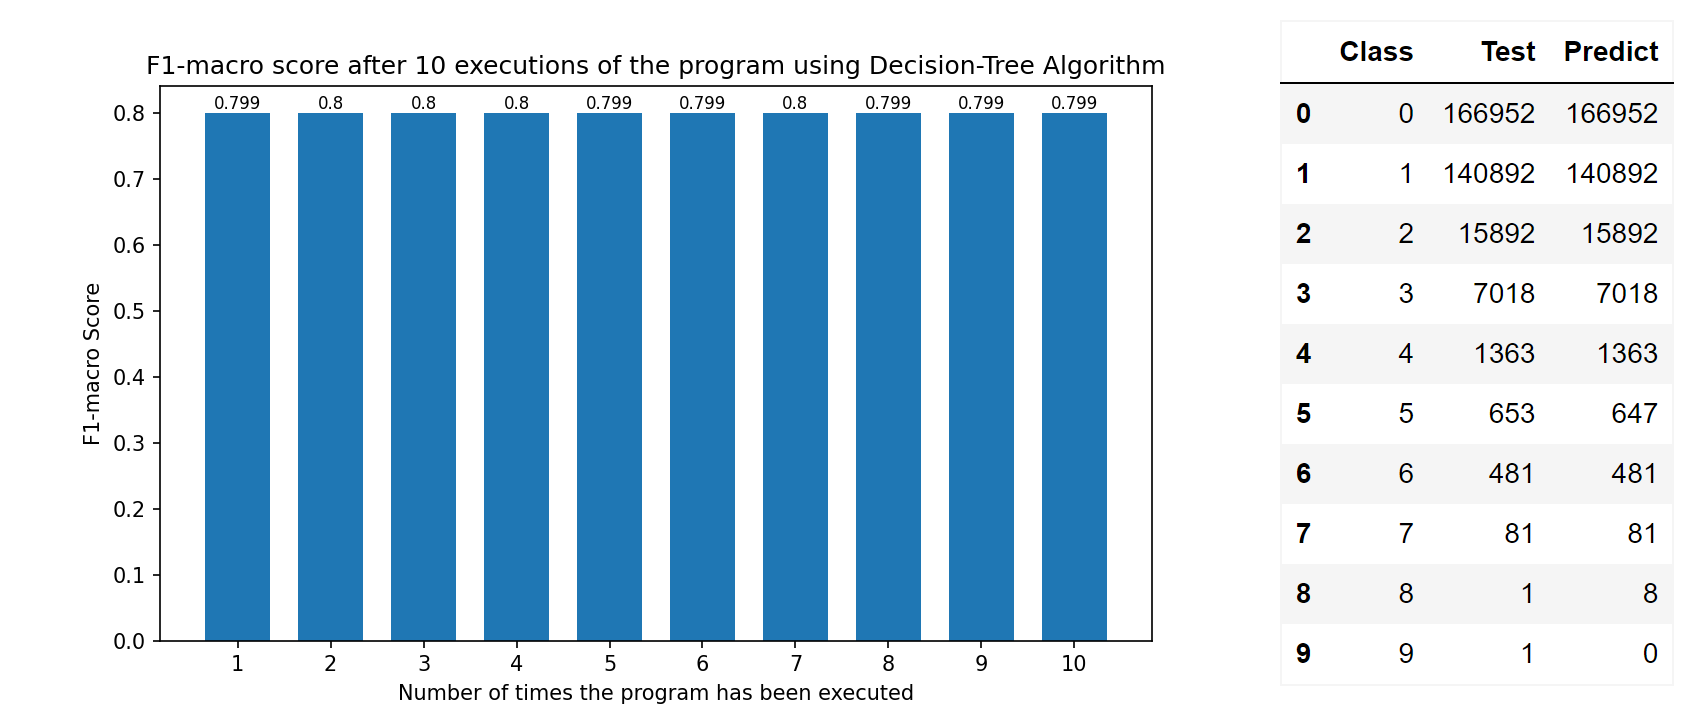 F1-macro score after 10 executions of the program using Decision-Tree Algorithm
0.799 0.8 0.8 0.8 0.799 0.799 0.8 0.799 0.799 0.799
0.8
0.7
0.6
0.5
0.4
0.3
0.2
0.1
0.0
F1-macro Score
1 2 3 4 5 6 7 8 9 10
Number of times the program has been executed
Class Test Predict
0 0 166952 166952
1 1 140892 140892
2 2 15892 15892
3 3 7018 7018
4 4 1363 1363
5 5 653 647
6 6 481 481
7 7 81 81
8 8 1 8
9 9 1 0